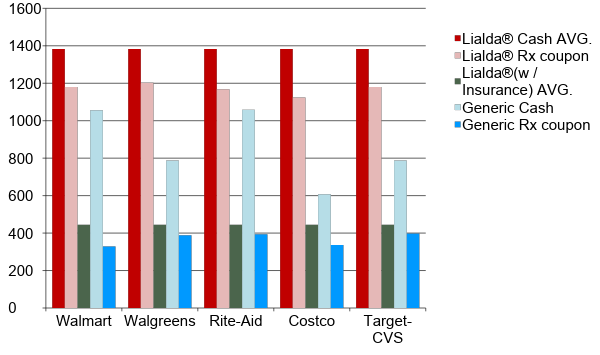 1600
1400
1200
1000
800
600
400
200
0
Walmart
Walgreens
Rite-Aid
Costco
Target-
CVS
Lialda® Cash AVG.
Lialda® Rx coupon
Lialda®(w /
Insurance) AVG.
Generic Cash
Generic Rx coupon